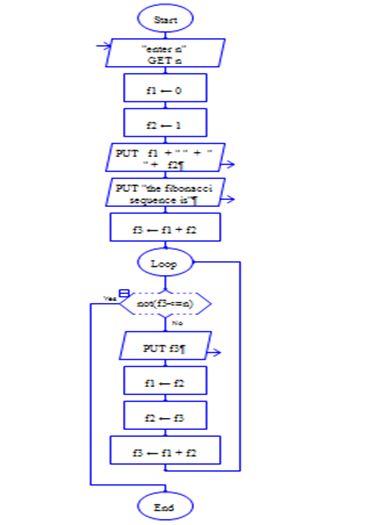 Start
"enter n"
GET n
f1 ← 0
f2 ← 1
PUT f1 + " " + "
" + f2¶
PUT "the fibonacci
sequence is"¶
f3 ← f1 + f2
Loop
Yes
not(f3<=n)
No
PUT f3¶
f1 ← f2
f2 ← f3
f3 ← f1 + f2
End